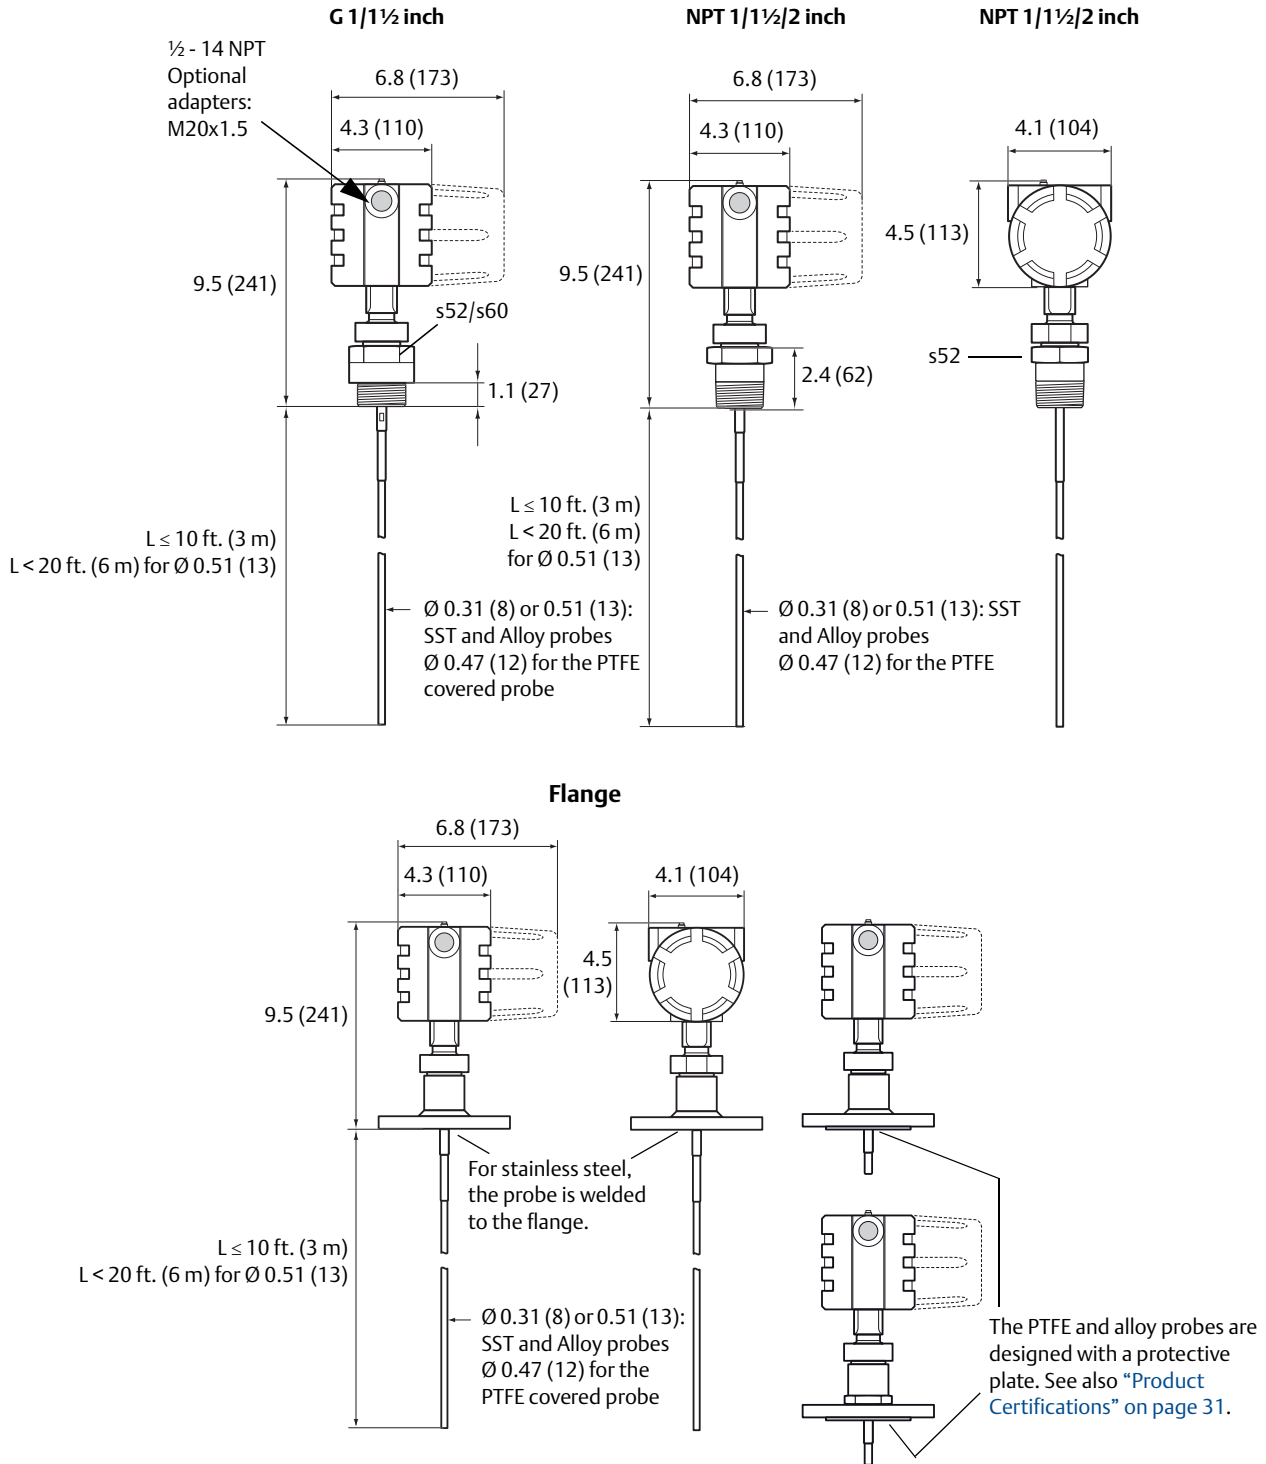 G 1/1½ inch
NPT 1/1½/2 inch
NPT 1/1½/2 inch
½ - 14 NPT
Optional
adapters:
M20x1.5
6.8 (173)
4.3 (110)
9.5 (241)
s52/s60
1.1 (27)
L ≤ 10 ft. (3 m)
L < 20 ft. (6 m) for Ø 0.51 (13)
Ø 0.31 (8) or 0.51 (13):
SST and Alloy probes
Ø 0.47 (12) for the PTFE
covered probe
6.8 (173)
4.3 (110)
9.5 (241)
2.4 (62)
L ≤ 10 ft. (3 m)
L < 20 ft. (6 m)
for Ø 0.51 (13)
Ø 0.31 (8) or 0.51 (13): SST
and Alloy probes
Ø 0.47 (12) for the PTFE
4.1 (104)
4.5 (113)
s52
Flange
6.8 (173)
4.3 (110)
9.5 (241)
4.1 (104)
4.5
(113)
For stainless steel,
the probe is welded
to the flange.
L ≤ 10 ft. (3 m)
L < 20 ft. (6 m) for Ø 0.51 (13)
Ø 0.31 (8) or 0.51 (13):
SST and Alloy probes
Ø 0.47 (12) for the
PTFE covered probe
The PTFE and alloy probes are
designed with a protective
plate. See also “Product
Certifications” on page 31.